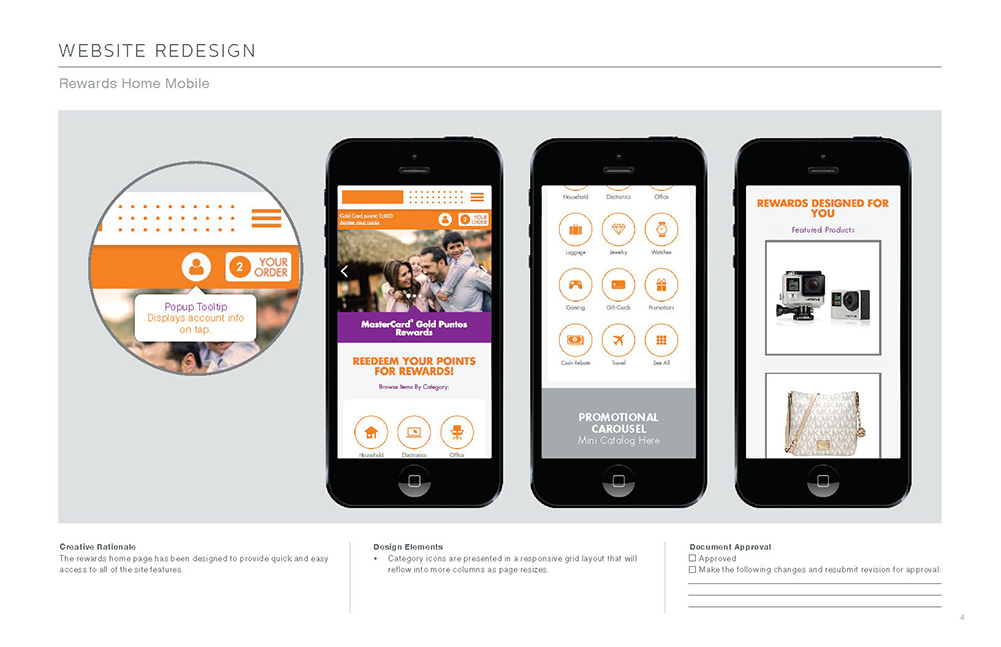 WEBSITE REDESIGN
Rewards Home Mobile
2
YOUR
ORDER
Popup Tooltip
Displays account info
on tap
Gold Card points: 0,000
2
YOUR
ORDER
MasterCard® Gold Puntos
Rewards
REEDEEM YOUR POINTS
FOR REWARDS!
Browse Items By Category:
Household Electronics Office
Household Electronics Office
Luggage Jewelry Watches
Gaming Gift Cards Promotions
Cash Rebate Travel See All
PROMOTIONAL
CAROUSEL
Mini Catalog Here
REWARDS DESIGNED FOR
YOU
Featured Products
Creative Rationale
The rewards home page has been designed to provide quick and easy
access to all of the site features.
Design Elements
• Category icons are presented in a responsive grid layout that will
reflow into more columns as page resizes.
Document Approval
Approved
Make the following changes and resubmit revision for approval:
4